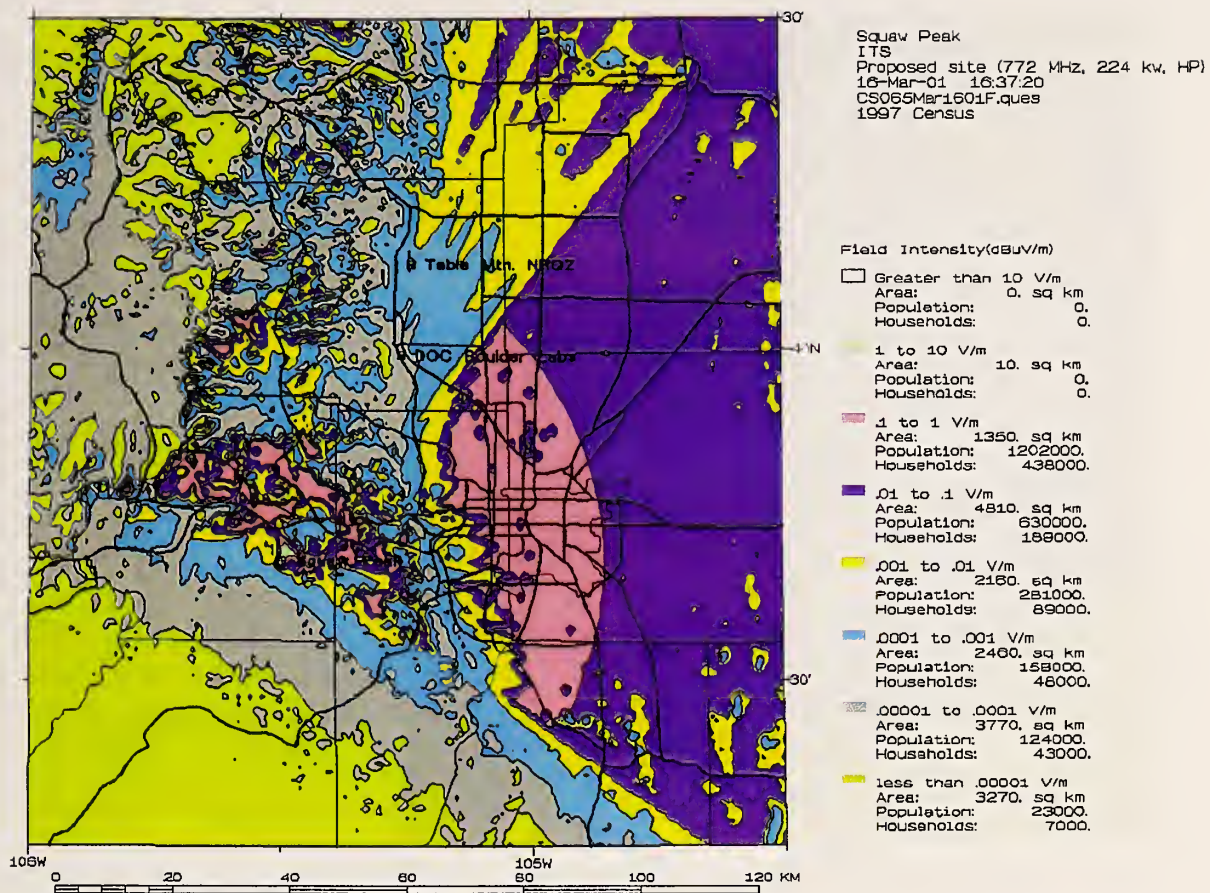 30'
Squaw Peak
ITS
Proposed site (772 MHz, 224 kw, HP)
16-Mar-01 16:37:20
CS065Mar1601F.ques
1997 Census
Field Intensity(dBuV/m)
Greater than 10 V/m
Area: 0. sq km
Population: 0.
Households: 0.
1 to 10 V/m
Area: 10. sq km
Population: 0.
Households: 0.
.1 to 1 V/m
Area: 1350. sq km
Population: 1202000.
Households: 438000.
.01 to .1 V/m
Area: 4810. sq km
Population: 630000.
Households: 189000.
.001 to .01 V/m
Area: 2160. sq km
Population: 281000.
Households: 89000.
.0001 to .001 V/m
Area: 2460. sq km
Population: 158000.
Households: 48000.
.00001 to .0001 V/m
Area: 3770. sq km
Population: 124000.
Households: 43000.
less than .00001 V/m
Area: 3270. sq km
Population: 23000.
Households: 7000.
Table Mtn. NRQZ
DOC Boulder Labs
30'
106W
105W
0 20 40 60 80 100 120 KM